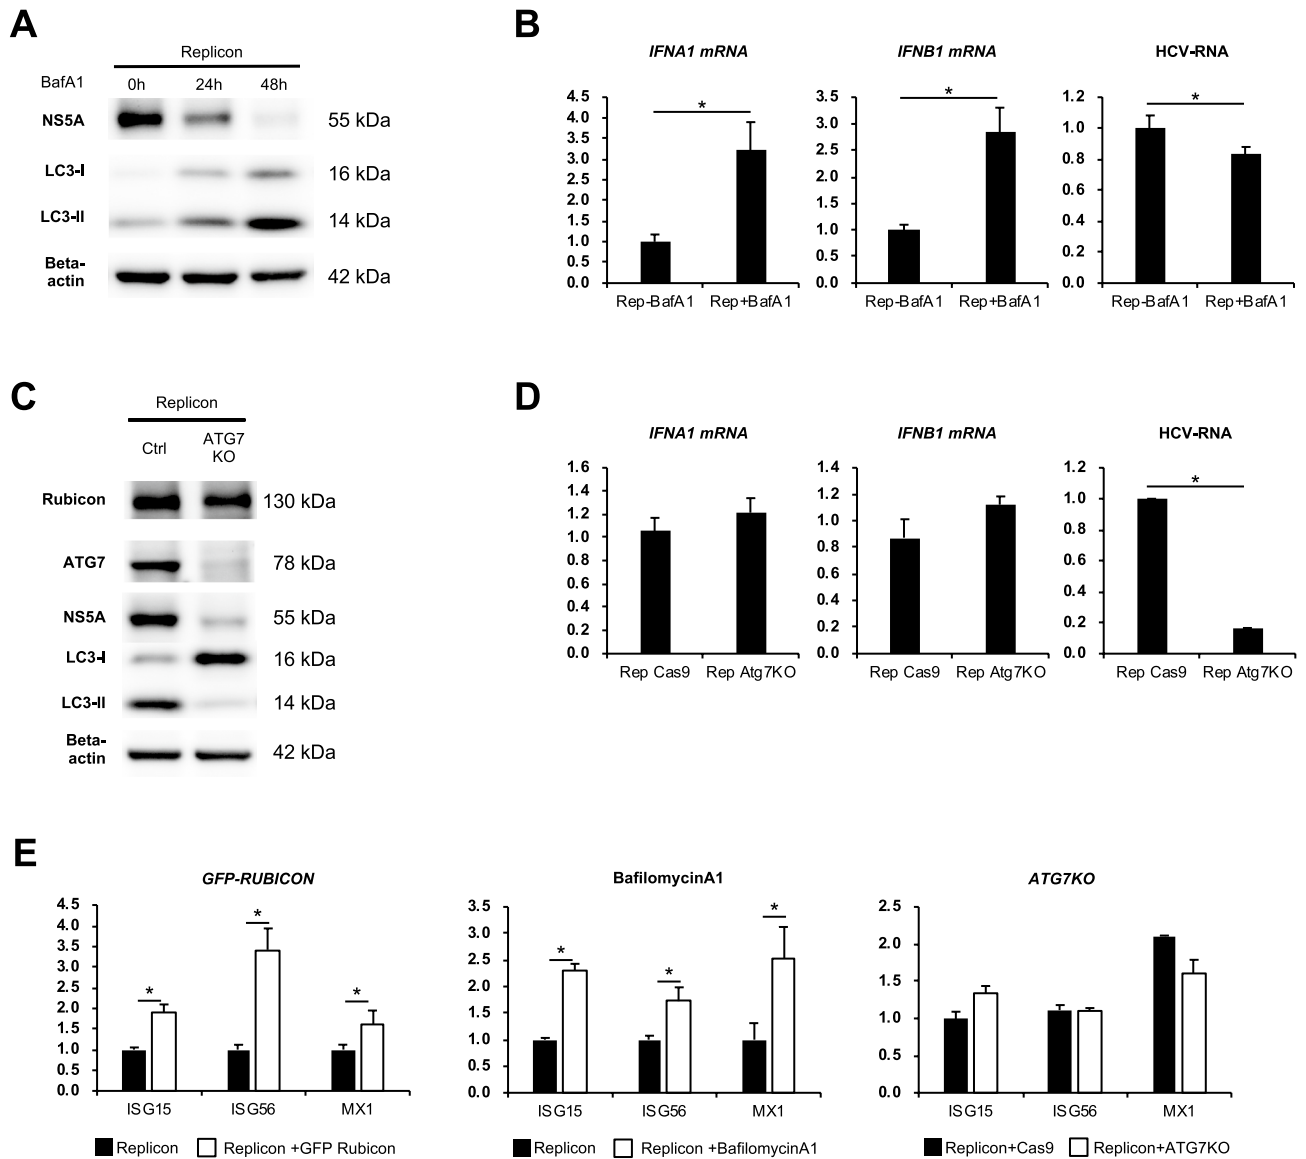 A
Replicon
BafA1 0h 24h 48h
NS5A 55 kDa
LC3-I 16 kDa
LC3-II 14 kDa
Beta-
actin 42 kDa
B
IFNA1 mRNA
4.5
4.0
3.5
3.0
2.5
2.0
1.5
1.0
0.5
0.0
*
Rep-BafA1 Rep+BafA1
IFNB1 mRNA
3.5
3.0
2.5
2.0
1.5
1.0
0.5
0.0
*
Rep-BafA1 Rep+BafA1
HCV-RNA
1.2
1.0
0.8
0.6
0.4
0.2
0.0
*
Rep-BafA1 Rep+BafA1
C
Replicon
Ctrl ATG7
KO
Rubicon 130 kDa
ATG7 78 kDa
NS5A 55 kDa
LC3-I 16 kDa
LC3-II 14 kDa
Beta-
actin 42 kDa
D
IFNA1 mRNA
1.6
1.4
1.2
1.0
0.8
0.6
0.4
0.2
0.0
Rep Cas9 Rep Atg7KO
IFNB1 mRNA
1.4
1.2
1.0
0.8
0.6
0.4
0.2
0.0
Rep Cas9 Rep Atg7KO
HCV-RNA
1.2
1.0
0.8
0.6
0.4
0.2
0.0
*
Rep Cas9 Rep Atg7KO
E
GFP-RUBICON
4.5
4.0
3.5
3.0
2.5
2.0
1.5
1.0
0.5
0.0
* * *
ISG15 ISG56 MX1
Replicon Replicon +GFP Rubicon
BafilomycinA1
3.5
3.0
2.5
2.0
1.5
1.0
0.5
0.0
* * *
ISG15 ISG56 MX1
Replicon Replicon +BafilomycinA1
ATG7KO
2.5
2.0
1.5
1.0
0.5
0.0
ISG15 ISG56 MX1
Replicon+Cas9 Replicon+ATG7KO